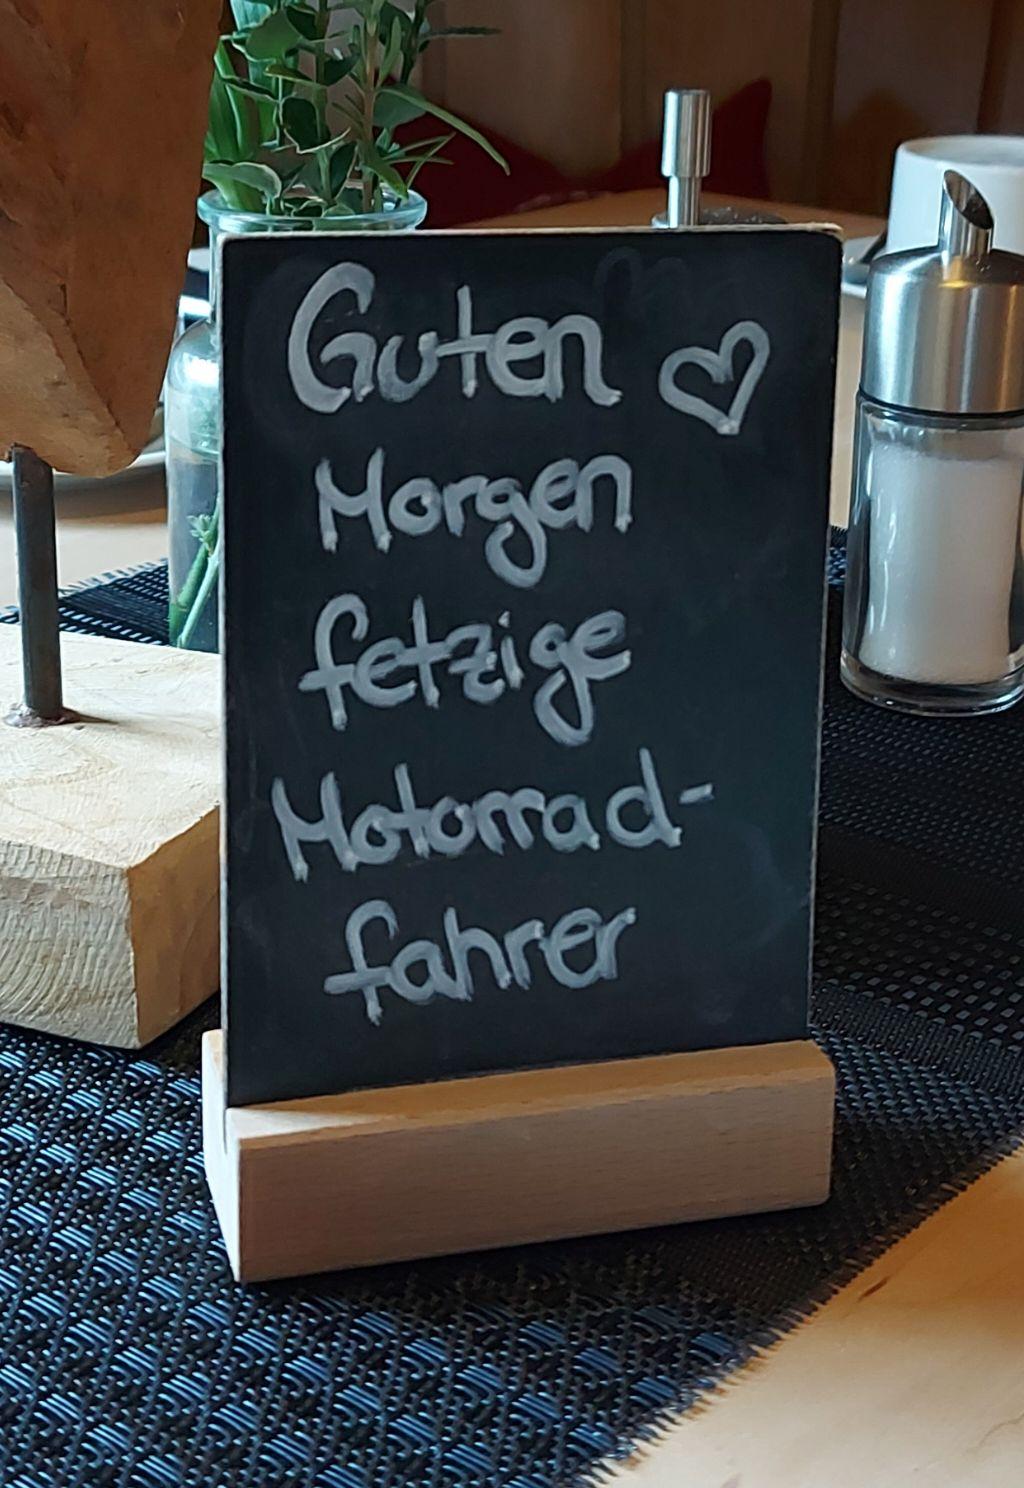 Guten
Morgen
fetzige
Motorrad-
fahrer